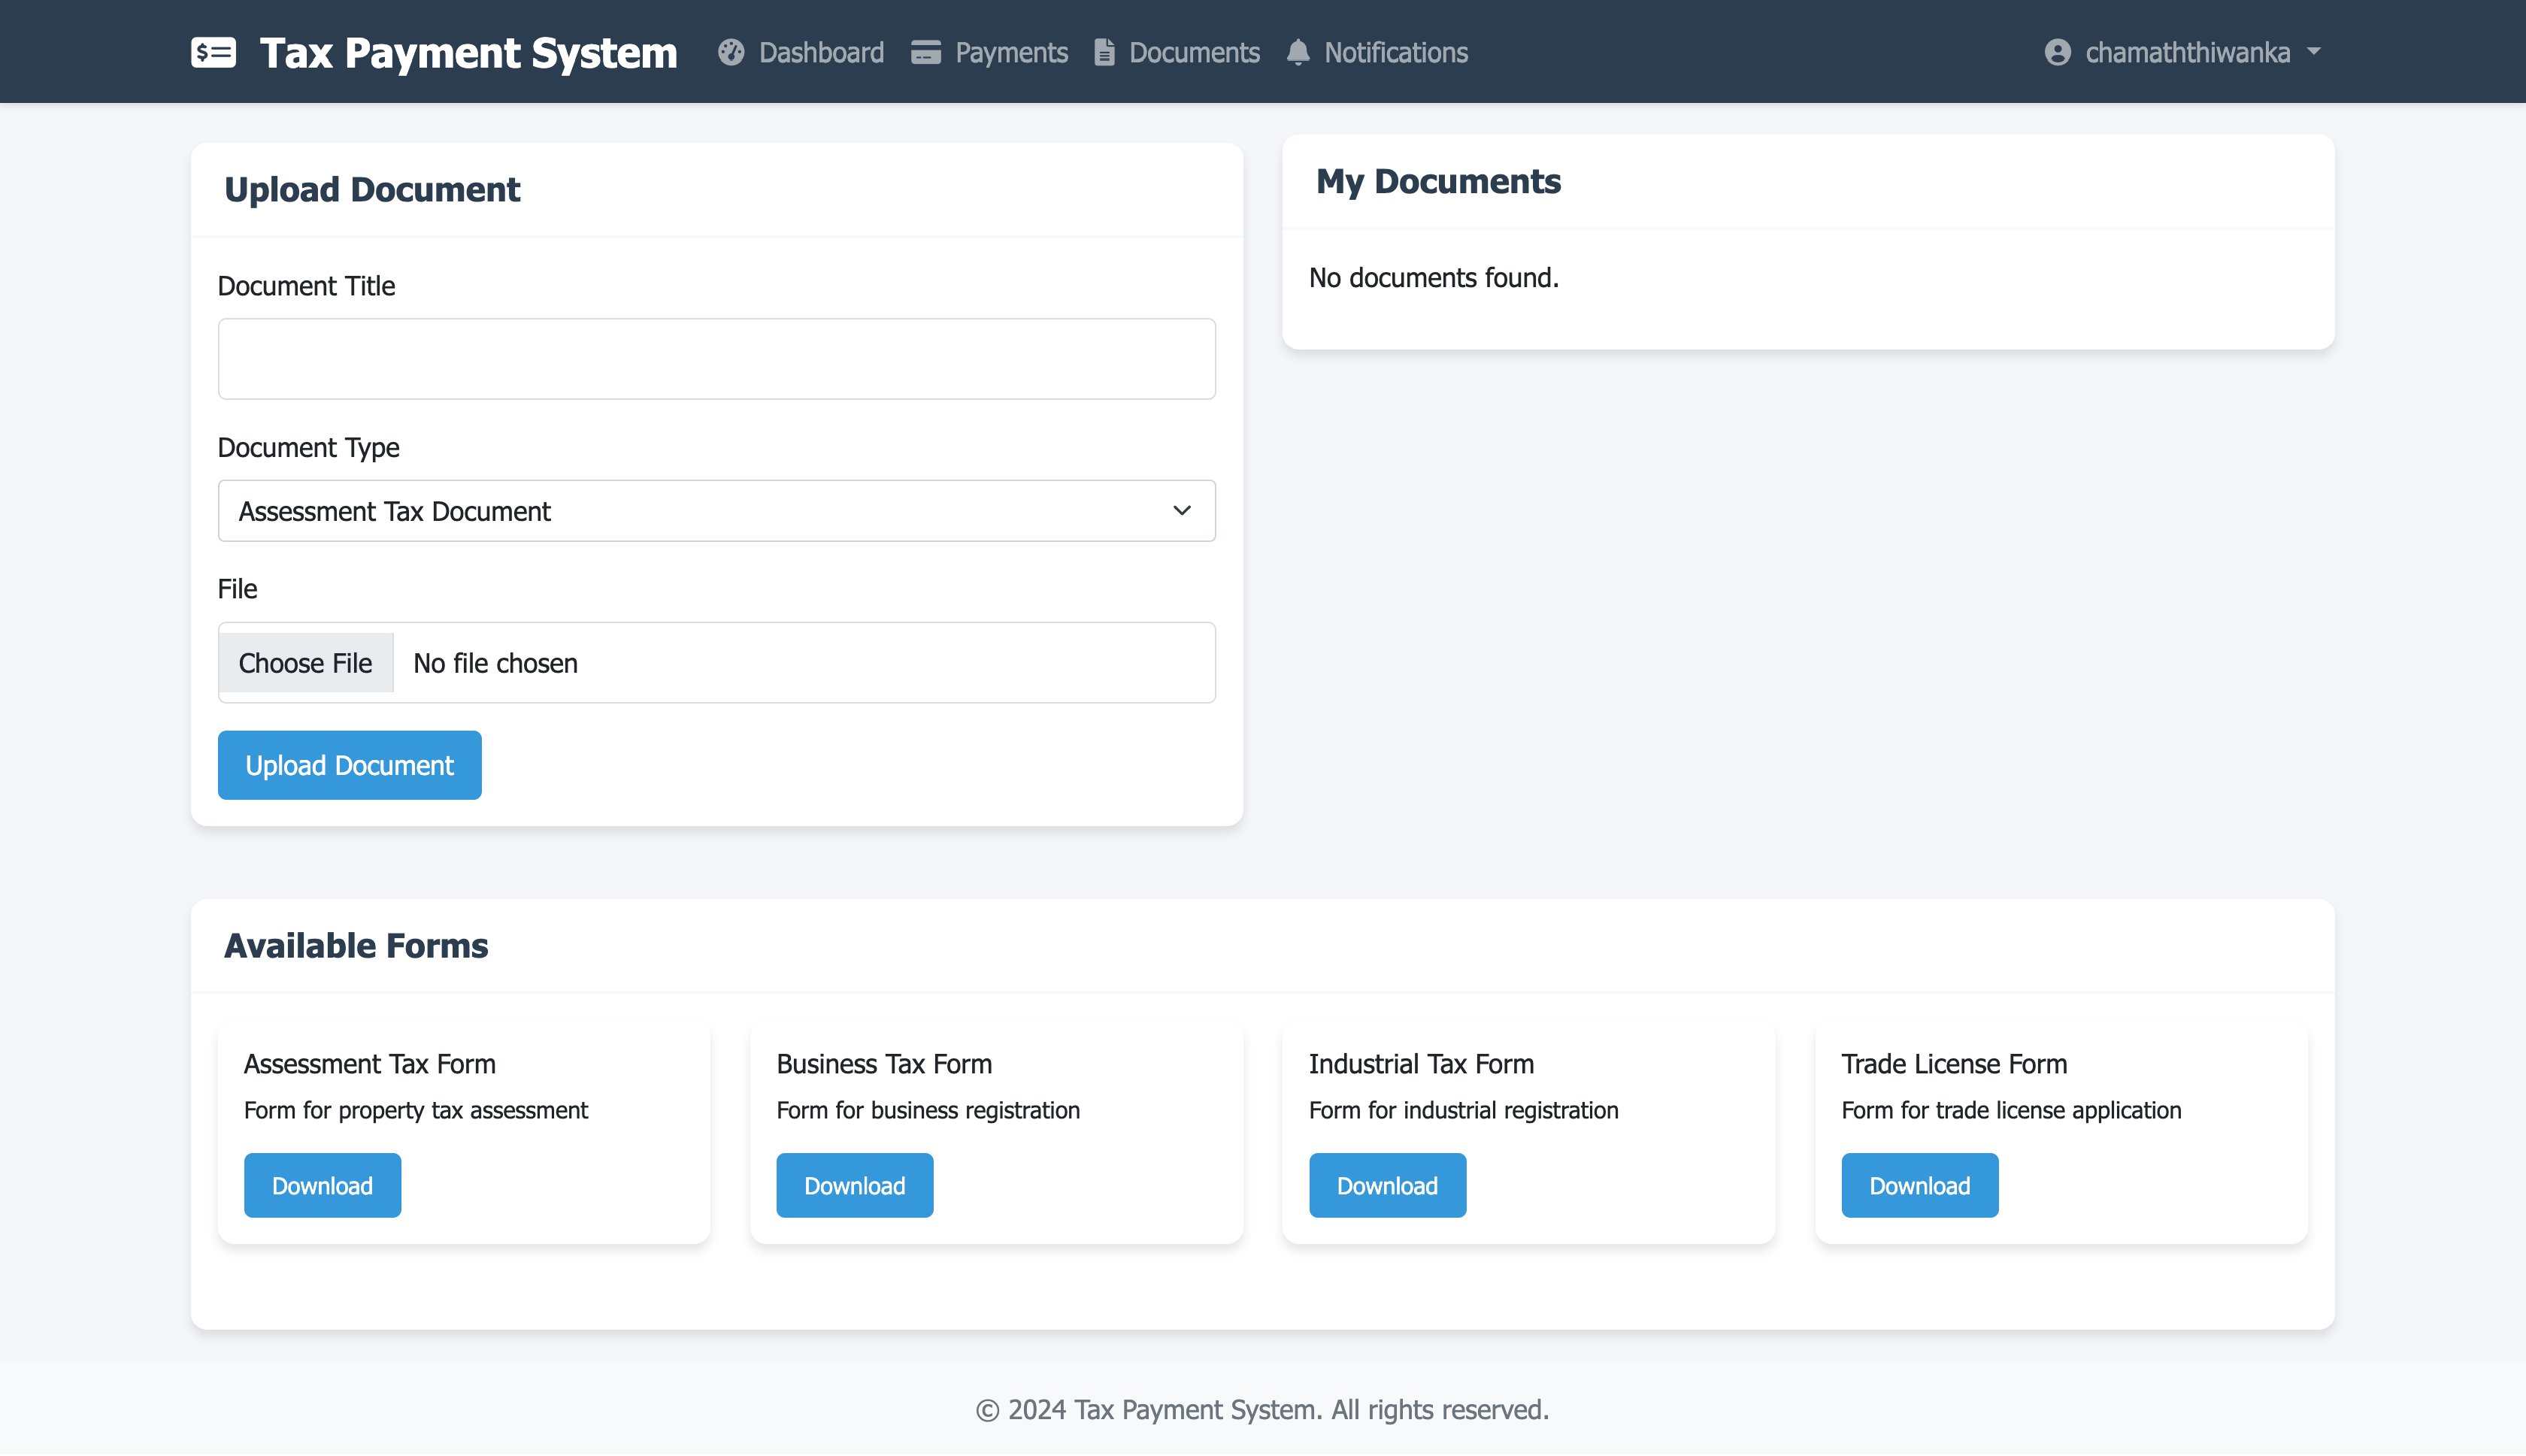 Tax Payment System Dashboard Payments Documents Notifications chamaththiwanka
Upload Document
Document Title
Document Type
Assessment Tax Document
File
Choose File No file chosen
Upload Document
My Documents
No documents found.
Available Forms
Assessment Tax Form
Form for property tax assessment
Download
Business Tax Form
Form for business registration
Download
Industrial Tax Form
Form for industrial registration
Download
Trade License Form
Form for trade license application
Download
© 2024 Tax Payment System. All rights reserved.